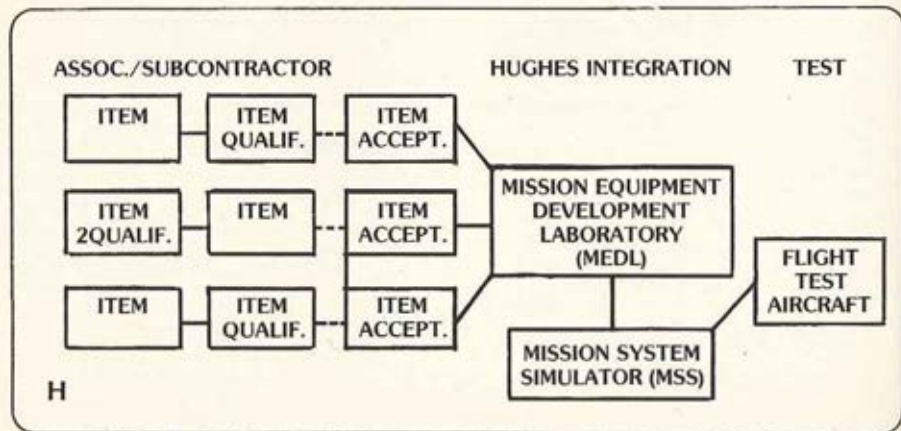 ASSOC./SUBCONTRACTOR
HUGHES INTEGRATION
TEST
ITEM
ITEM
QUALIF.
ITEM
ACCEPT.
ITEM
2QUALIF.
ITEM
ITEM
ACCEPT.
ITEM
ITEM
QUALIF.
ITEM
ACCEPT.
MISSION EQUIPMENT
DEVELOPMENT
LABORATORY
(MEDL)
MISSION SYSTEM
SIMULATOR (MSS)
FLIGHT
TEST
AIRCRAFT
H